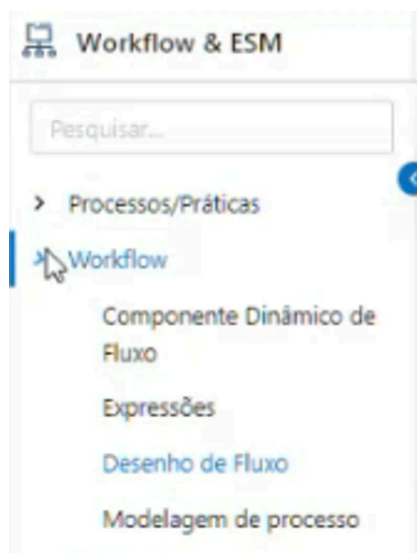 Workflow & ESM
Pesquisar...
Processos/Práticas
Workflow
Componente Dinâmico de
Fluxo
Expressões
Desenho de Fluxo
Modelagem de processo